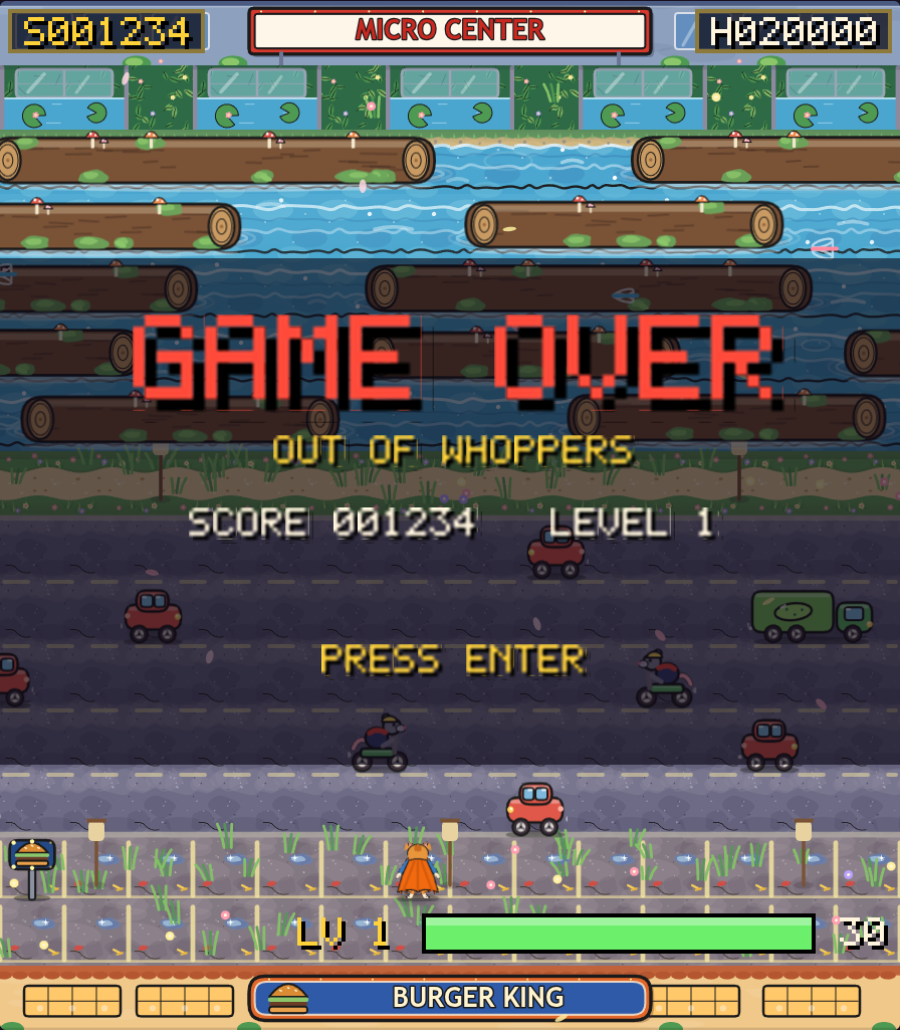 S001234
MICRO CENTER
H020000
GAME OVER
OUT OF WHOPPERS
SCORE 001234 LEVEL 1
PRESS ENTER
LV 1
30
BURGER KING